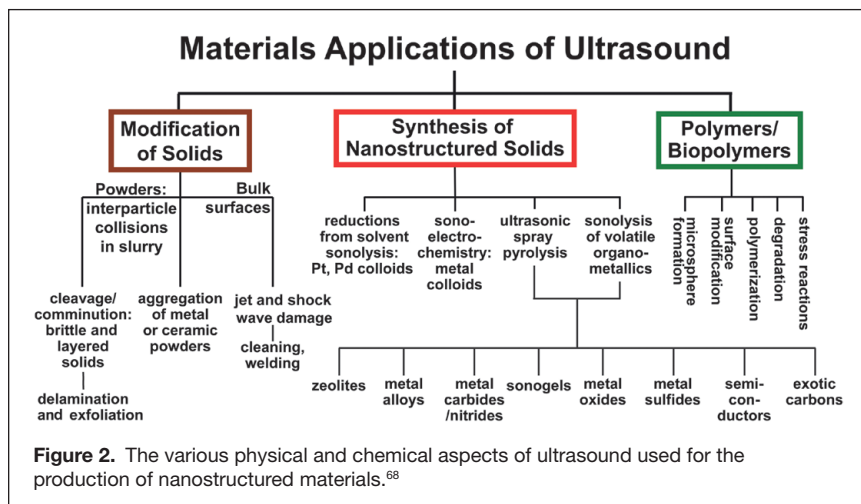 Materials Applications of Ultrasound
Modification
of Solids
Synthesis of
Nanostructured Solids
Polymers/
Biopolymers
Powders:
interparticle
collisions
in slurry
Bulk
surfaces
cleavage/
comminution:
brittle and
layered
solids
delamination
and exfoliation
aggregation
of metal
or ceramic
powders
jet and shock
wave damage
cleaning,
welding
reductions
from solvent
sonolysis:
Pt, Pd colloids
sono-
electro-
chemistry:
metal
colloids
ultrasonic
spray
pyrolysis
sonolysis
of volatile
organo-
metallics
microsphere
formation
surface
modification
polymerization
degradation
stress reactions
zeolites
metal
alloys
metal
carbides
/nitrides
sonogels
metal
oxides
metal
sulfides
semi-
con-
ductors
exotic
carbons
Figure 2. The various physical and chemical aspects of ultrasound used for the
production of nanostructured materials.68